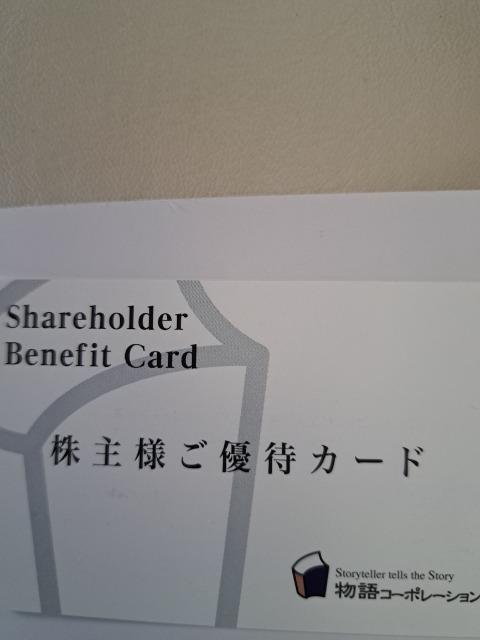 Shareholder
Benefit Card
株主様ご優待カード
Storyteller tells the Story
物語コーポレーション